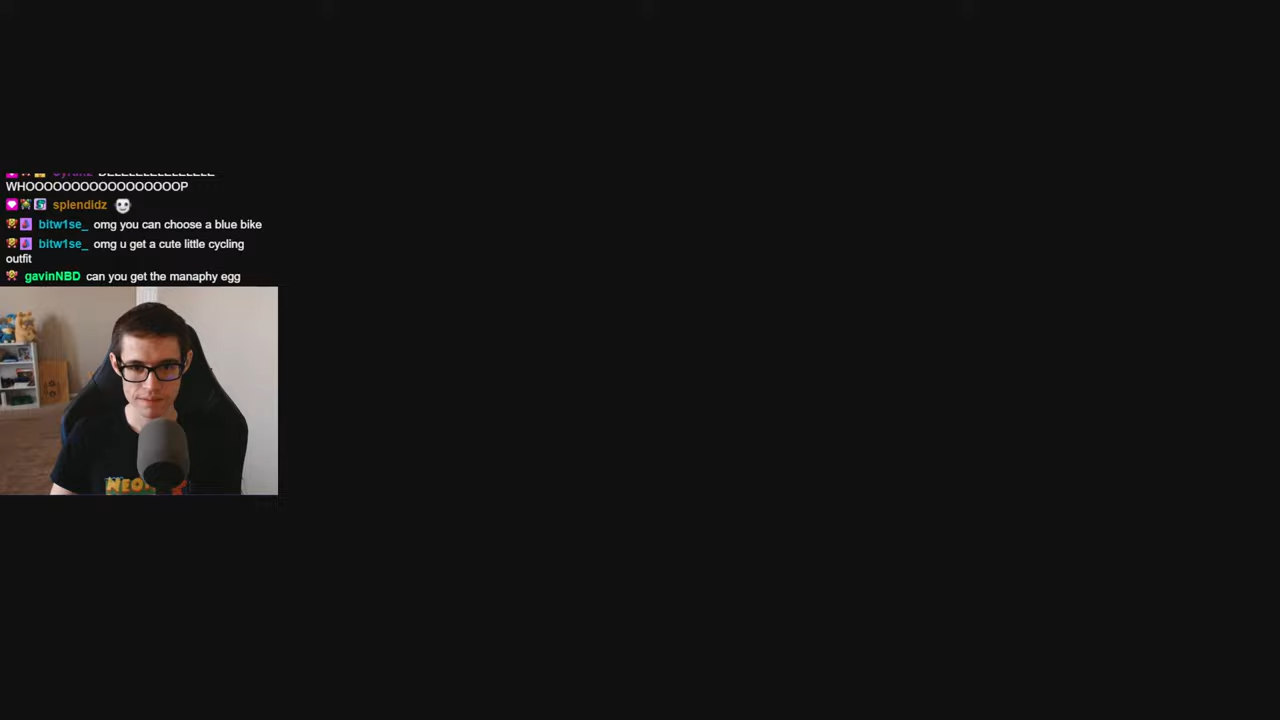 WHOOOOOOOOOOOOOOOOOP
splendidz
bitw1se_ omg you can choose a blue bike
bitw1se_ omg u get a cute little cycling
outfit
gavinNBD can you get the manaphy egg
NEO